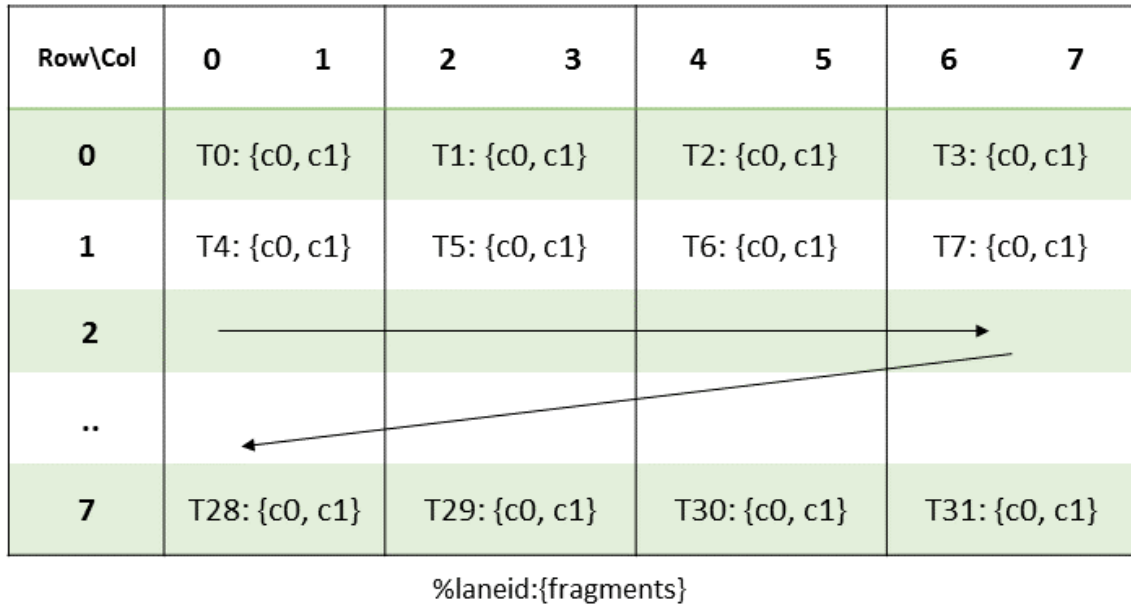 Row\Col 0 1 2 3 4 5 6 7
0 T0: {c0, c1} T1: {c0, c1} T2: {c0, c1} T3: {c0, c1}
1 T4: {c0, c1} T5: {c0, c1} T6: {c0, c1} T7: {c0, c1}
2
..
7 T28: {c0, c1} T29: {c0, c1} T30: {c0, c1} T31: {c0, c1}
%laneid:{fragments}